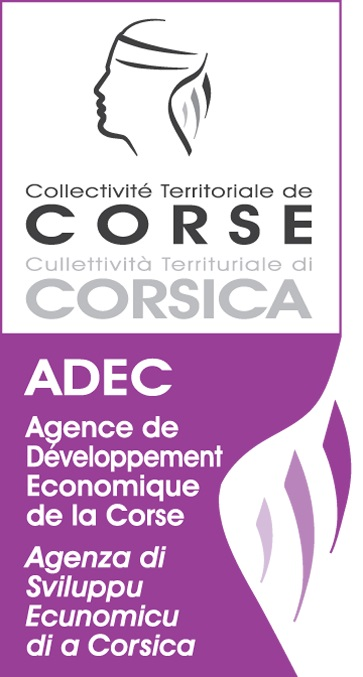 Collectivité Territoriale de
CORSE
Cullettività Territuriale di
CORSICA
ADEC
Agence de
Développement
Economique
de la Corse
Agenza di
Sviluppu
Ecunomicu
di a Corsica